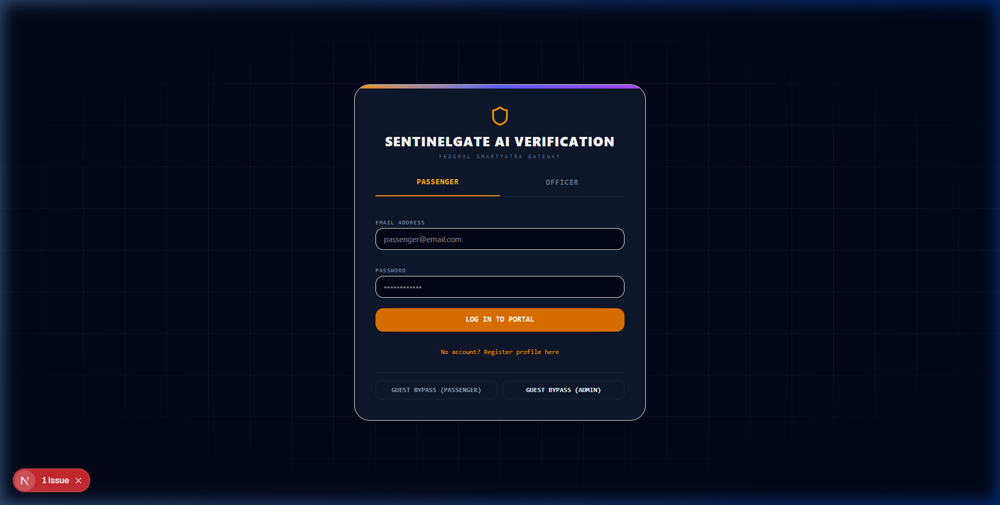 SENTINELGATE AI VERIFICATION
FEDERAL SMARTYATRA GATEWAY
PASSENGER OFFICER
EMAIL ADDRESS
passenger@email.com
PASSWORD
••••••••••••
LOG IN TO PORTAL
No account? Register profile here
GUEST BYPASS (PASSENGER) GUEST BYPASS (ADMIN)
N 1 Issue